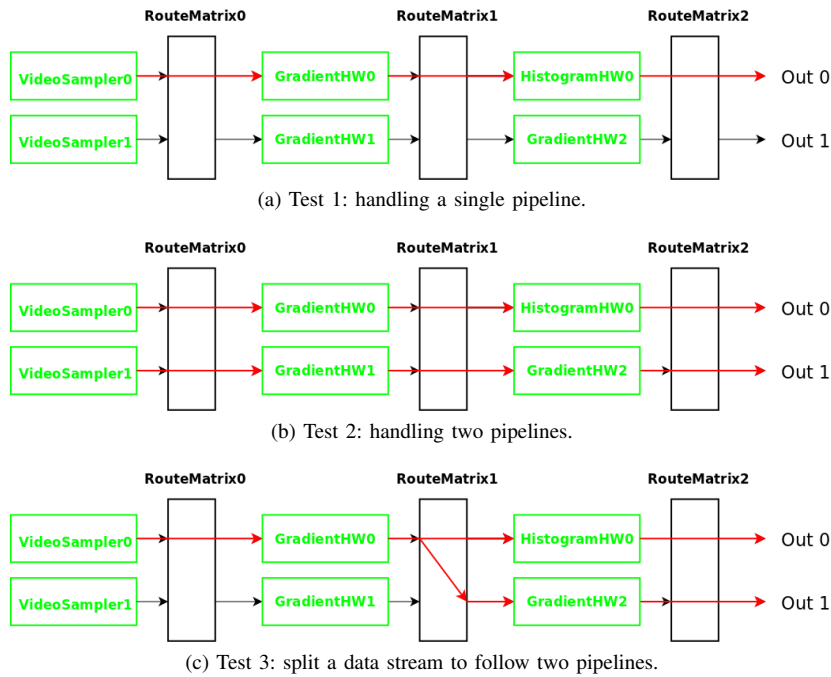 RouteMatrix0 RouteMatrix1 RouteMatrix2
VideoSampler0 GradientHW0 HistogramHW0 Out 0
VideoSampler1 GradientHW1 GradientHW2 Out 1
(a) Test 1: handling a single pipeline.
RouteMatrix0 RouteMatrix1 RouteMatrix2
VideoSampler0 GradientHW0 HistogramHW0 Out 0
VideoSampler1 GradientHW1 GradientHW2 Out 1
(b) Test 2: handling two pipelines.
RouteMatrix0 RouteMatrix1 RouteMatrix2
VideoSampler0 GradientHW0 HistogramHW0 Out 0
VideoSampler1 GradientHW1 GradientHW2 Out 1
(c) Test 3: split a data stream to follow two pipelines.